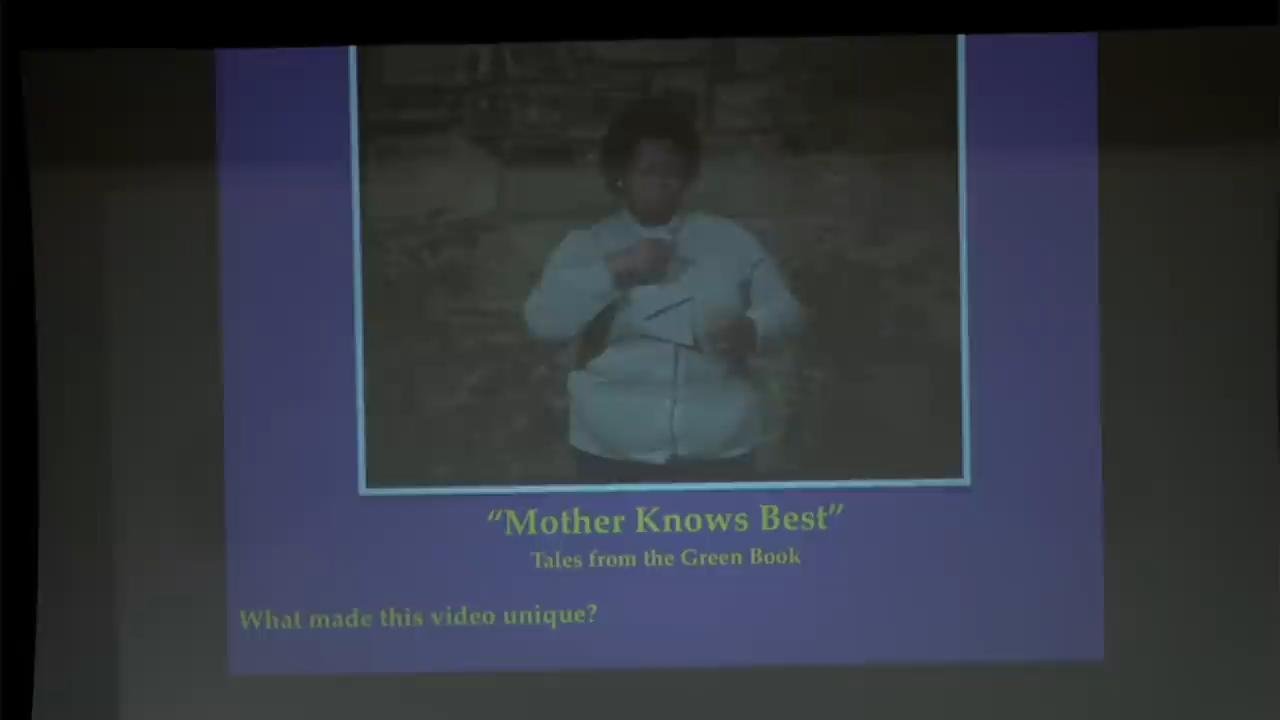 “Mother Knows Best”
Tales from the Green Book
What made this video unique?